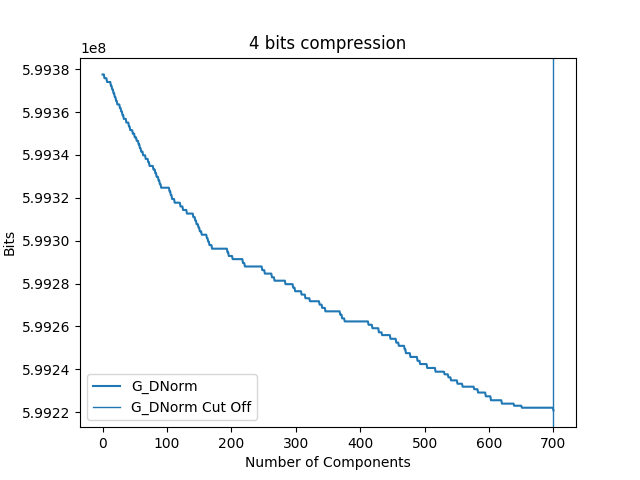 4 bits compression
1e8
5.9938
5.9936
5.9934
5.9932
5.9930
5.9928
5.9926
5.9924
5.9922
Bits
G_DNorm
G_DNorm Cut Off
0 100 200 300 400 500 600 700
Number of Components